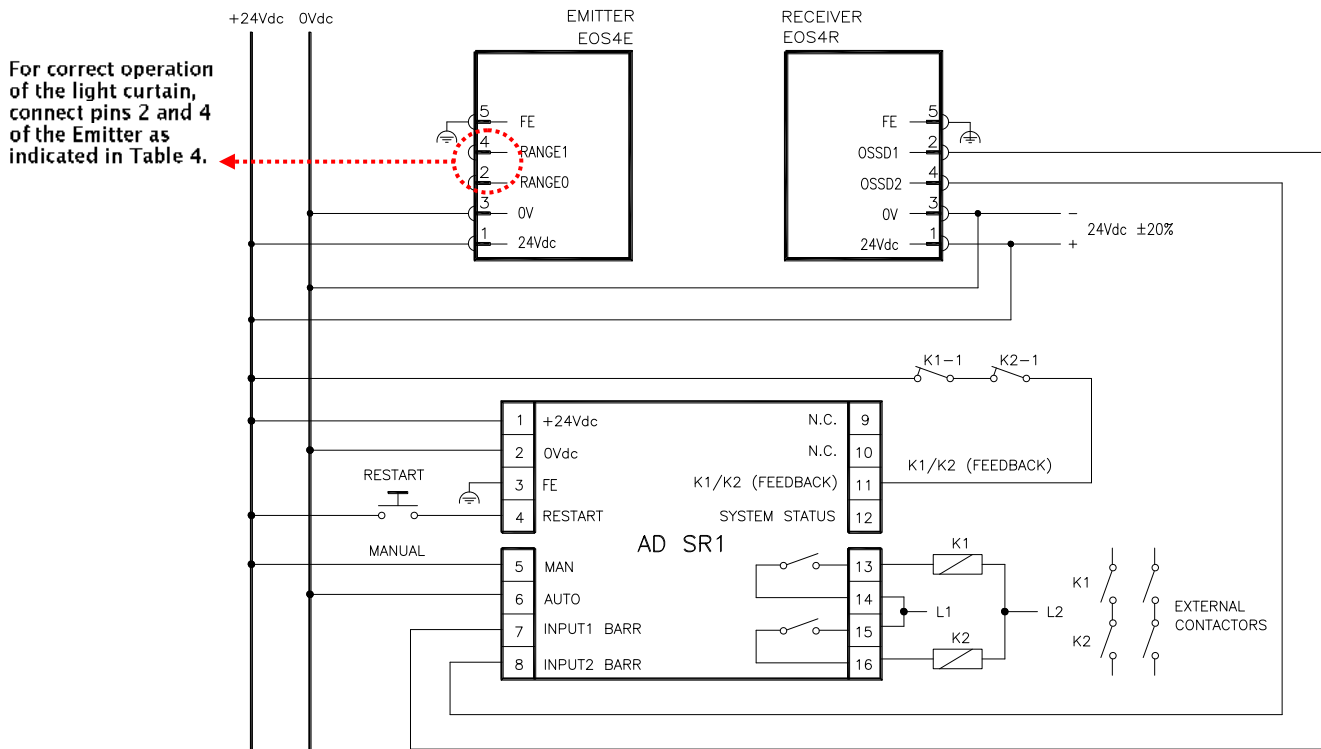 +24Vdc 0Vdc
EMITTER
EOS4E
RECEIVER
EOS4R
For correct operation
of the light curtain,
connect pins 2 and 4
of the Emitter as
indicated in Table 4.
5 FE
4 RANGE1
2 RANGE0
3 0V
1 24Vdc
FE 5
OSSD1 2
OSSD2 4
0V 3
24Vdc 1
-
24Vdc ±20%
+
K1-1 K2-1
1 +24Vdc
2 0Vdc
3 FE
4 RESTART
N.C. 9
N.C. 10
K1/K2 (FEEDBACK) 11
SYSTEM STATUS 12
K1/K2 (FEEDBACK)
RESTART
MANUAL
AD SR1
5 MAN
6 AUTO
7 INPUT1 BARR
8 INPUT2 BARR
13
14
15
16
K1
L1
L2
K2
K1
K2
EXTERNAL
CONTACTORS